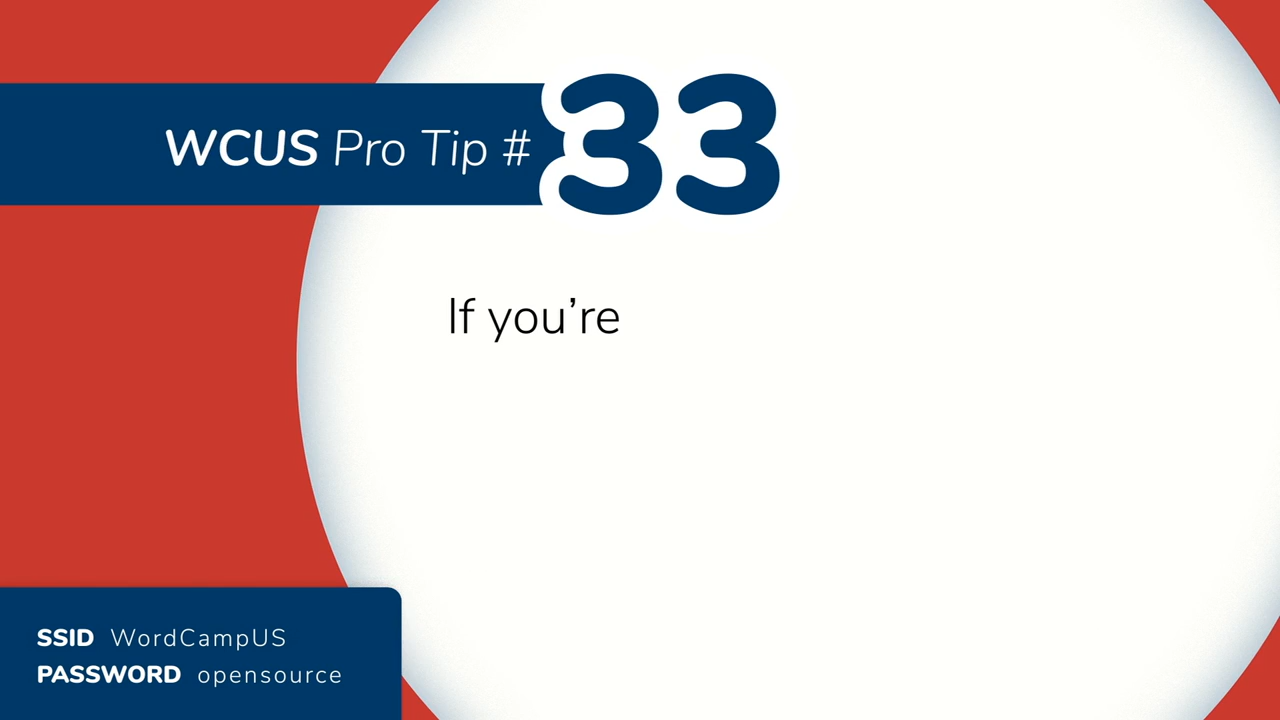 WCUS Pro Tip # 33
If you’re
SSID WordCampUS
PASSWORD opensource